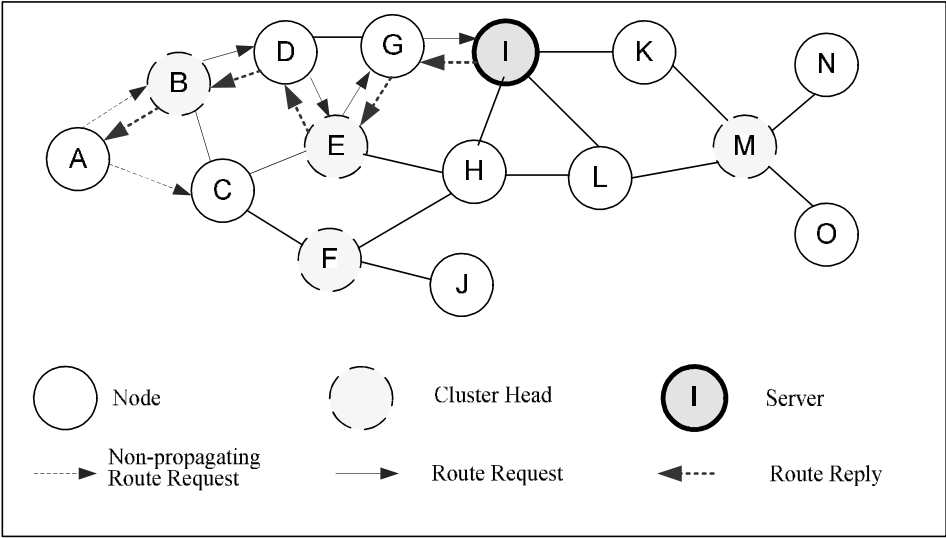 D
G
I
K
N
B
A
E
M
C
H
L
F
O
J
Node
Cluster Head
I
Server
Non-propagating
Route Request
Route Request
Route Reply